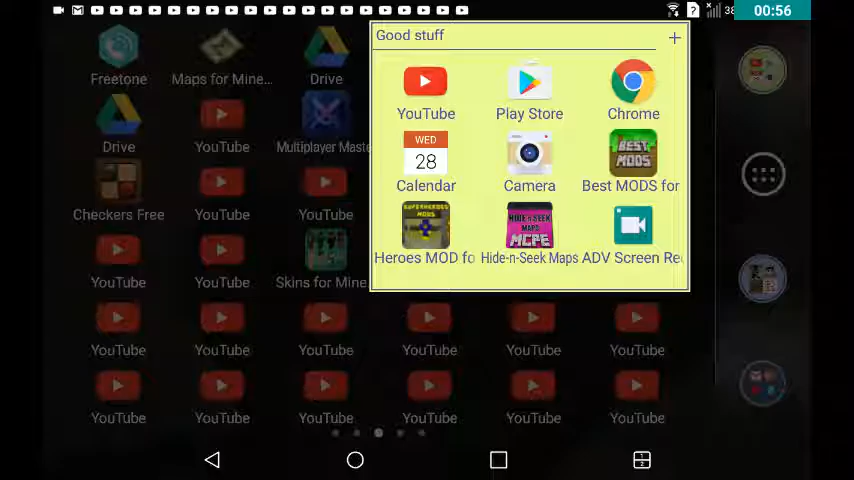 38
00:56
Good stuff
+
YouTube Play Store Chrome
WED
28
Calendar Camera Best MODS for
BEST
MODS
SUPERHEROES
MODS
HIDE-n-SEEK
MAPS
MCPE
Heroes MOD fo Hide-n-Seek Maps ADV Screen Re
Freetone Maps for Mine... Drive
Drive YouTube Multiplayer Maste
Checkers Free YouTube YouTube
YouTube YouTube Skins for Mine
YouTube YouTube YouTube YouTube YouTube YouTube
YouTube YouTube YouTube YouTube YouTube YouTube